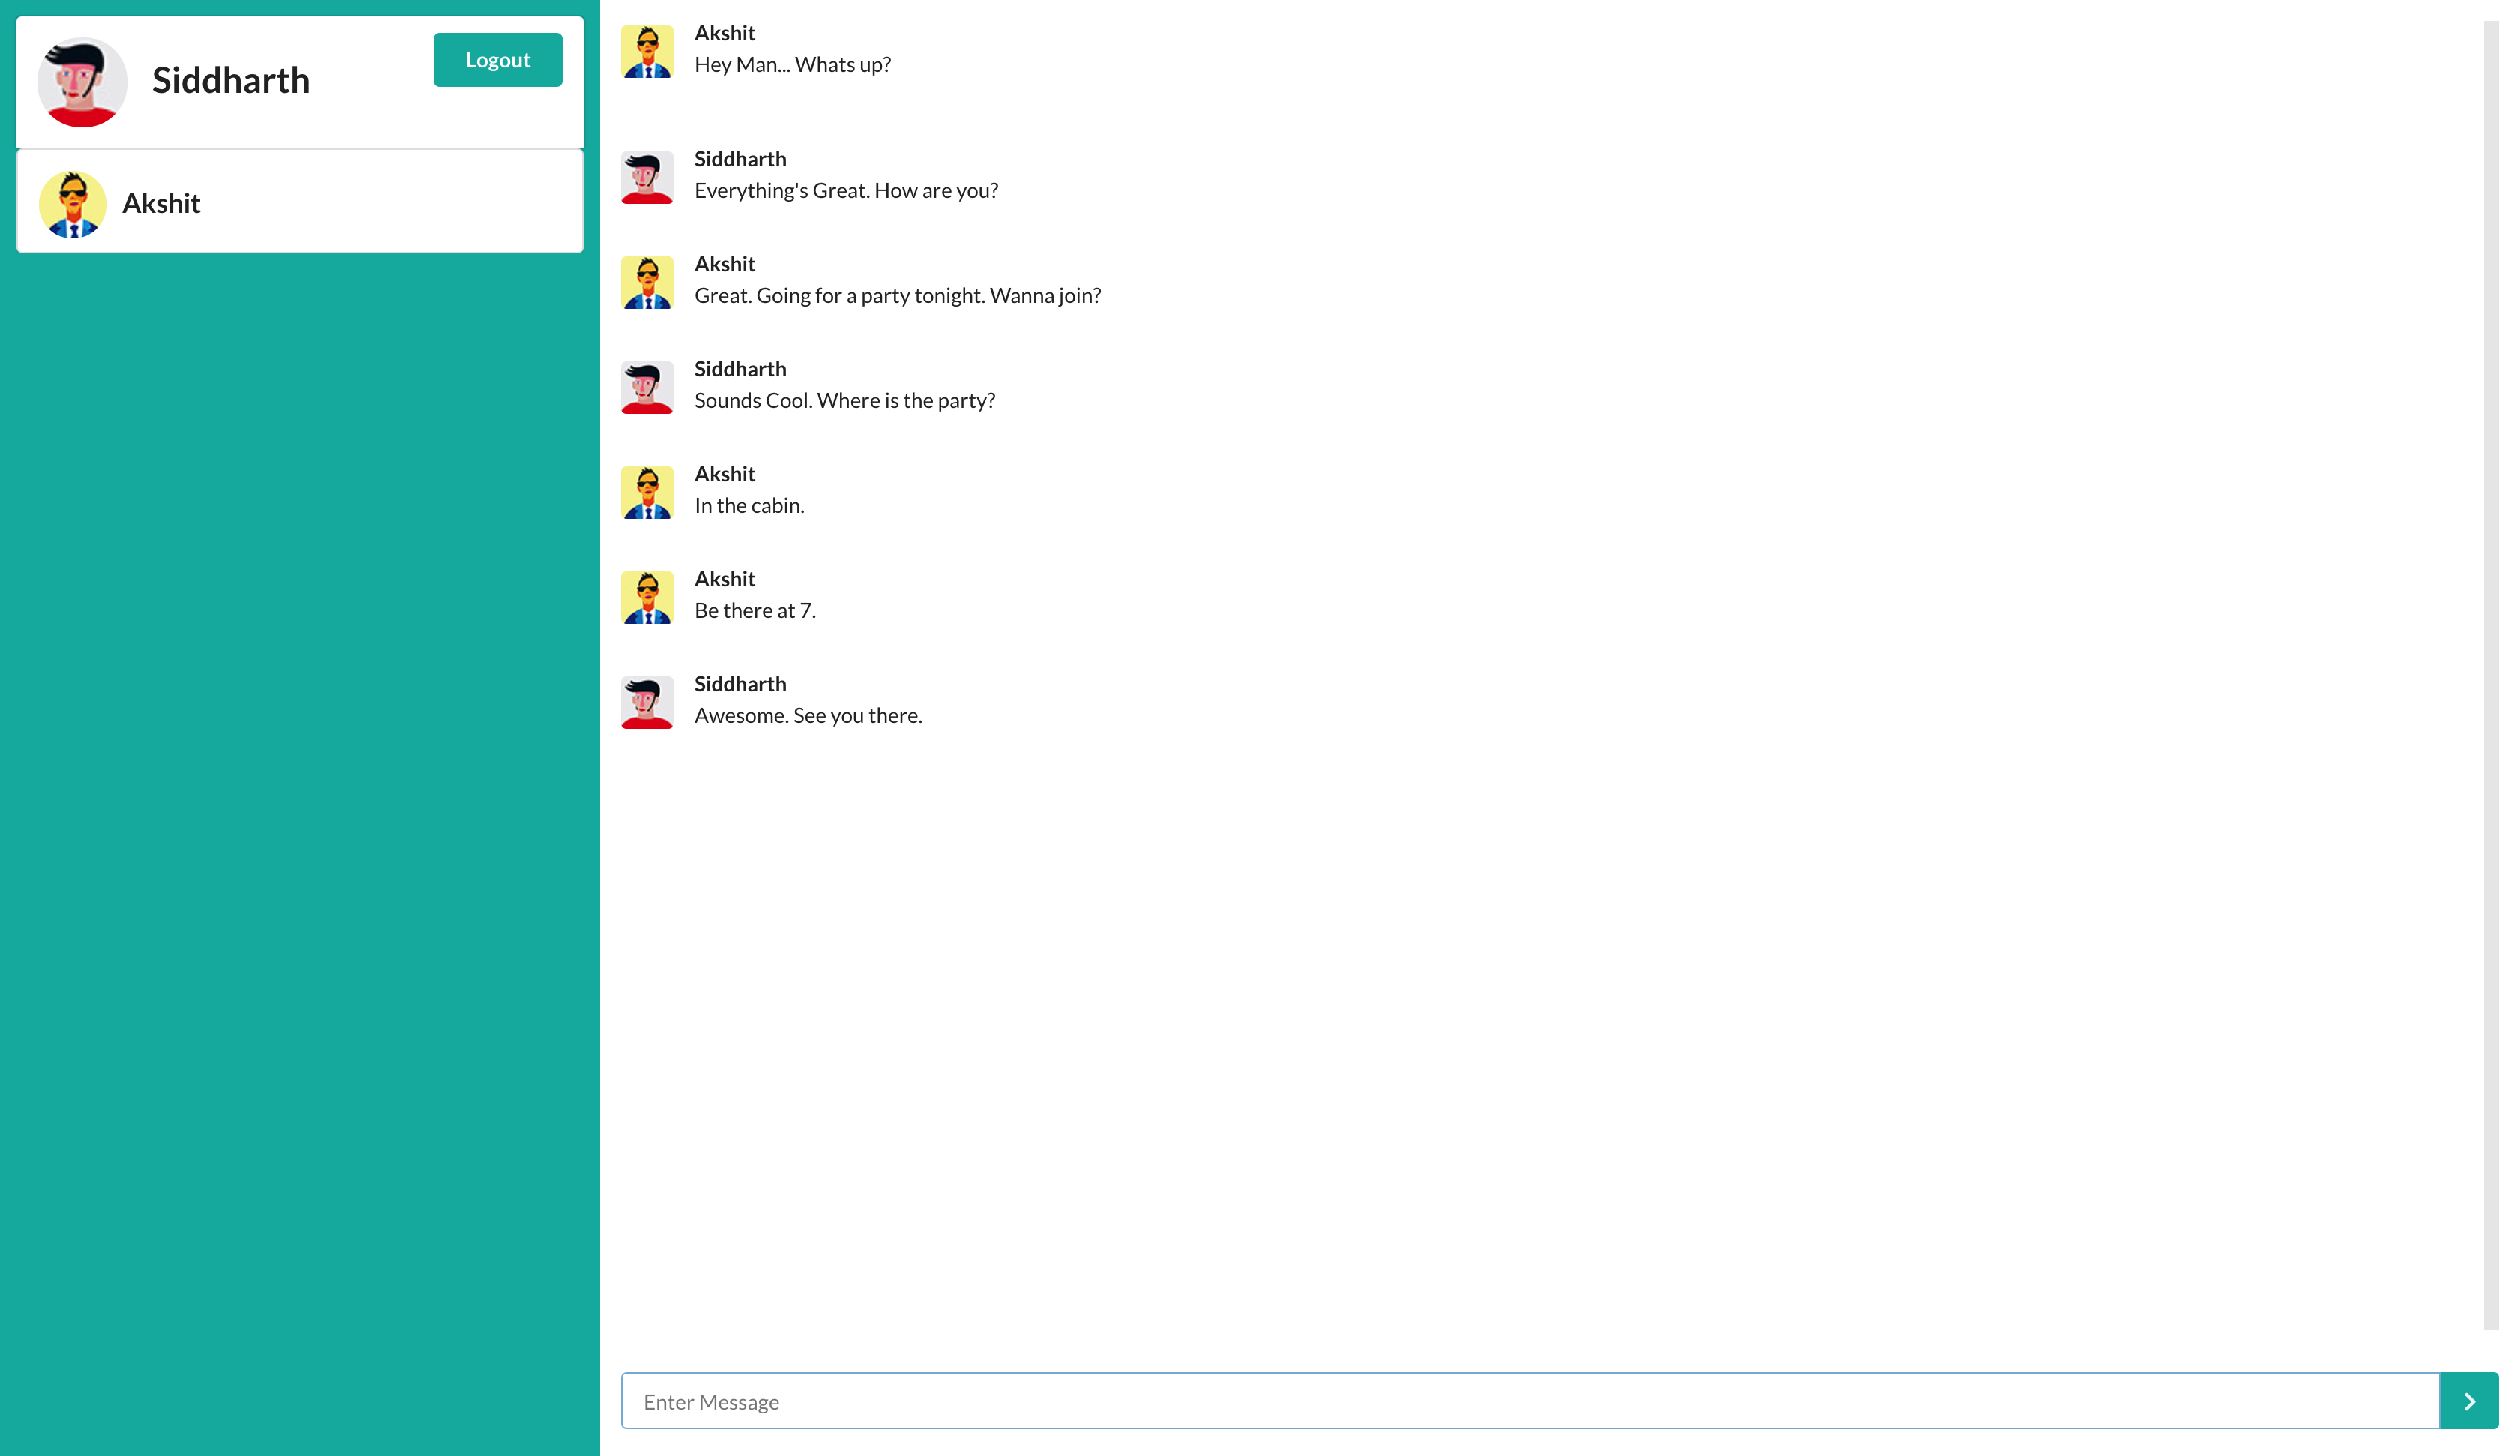 Siddharth
Logout
Akshit
Akshit
Hey Man... Whats up?
Siddharth
Everything's Great. How are you?
Akshit
Great. Going for a party tonight. Wanna join?
Siddharth
Sounds Cool. Where is the party?
Akshit
In the cabin.
Akshit
Be there at 7.
Siddharth
Awesome. See you there.
Enter Message